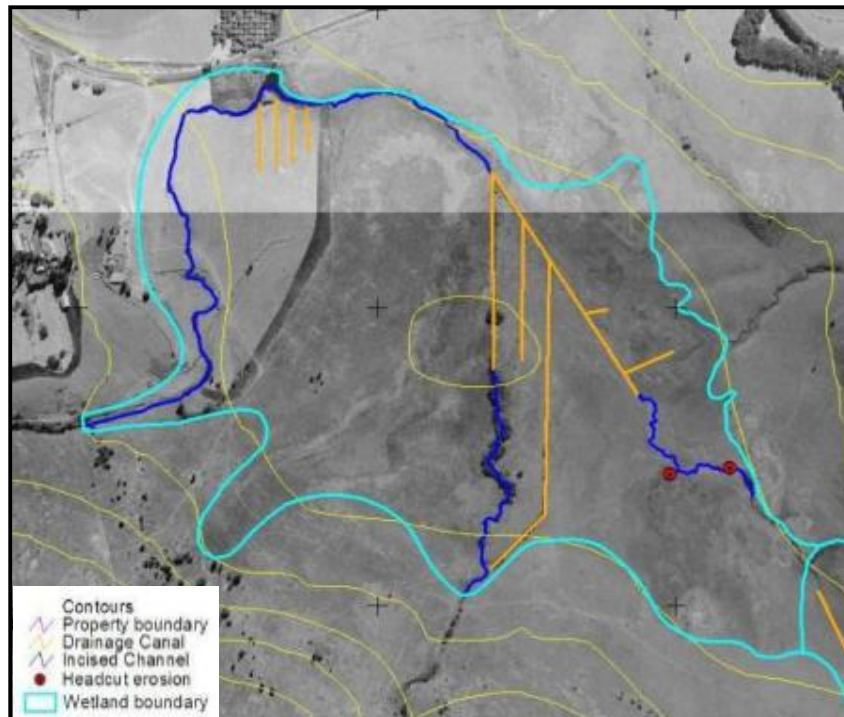 Contours
Property boundary
Drainage Canal
Incised Channel
Headcut erosion
Wetland boundary